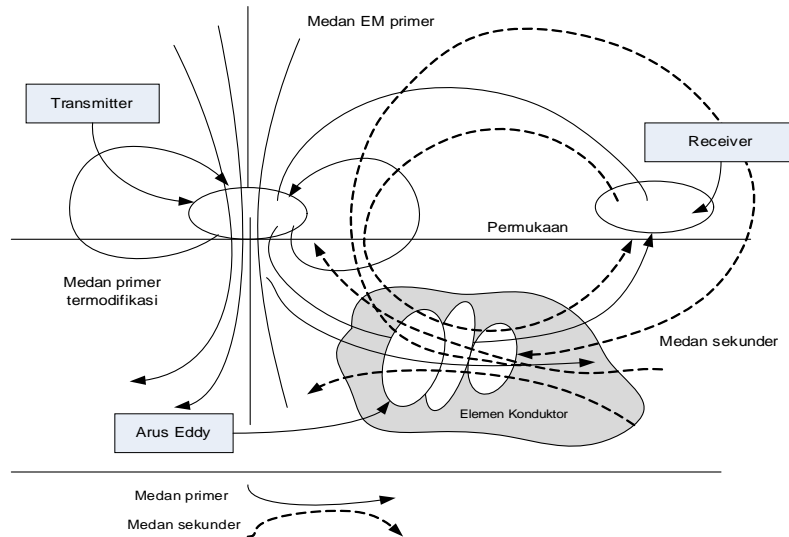 Medan EM primer
Transmitter
Receiver
Permukaan
Medan primer
termodifikasi
Medan sekunder
Elemen Konduktor
Arus Eddy
Medan primer
Medan sekunder